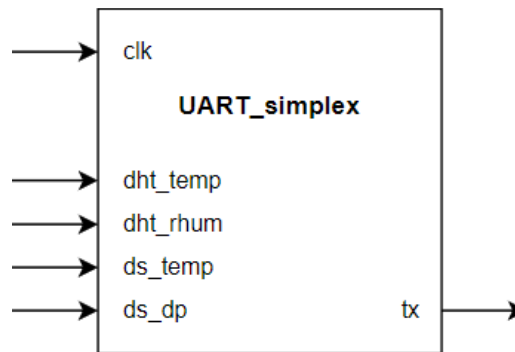 clk
UART_simplex
dht_temp
dht_rhum
ds_temp
ds_dp tx